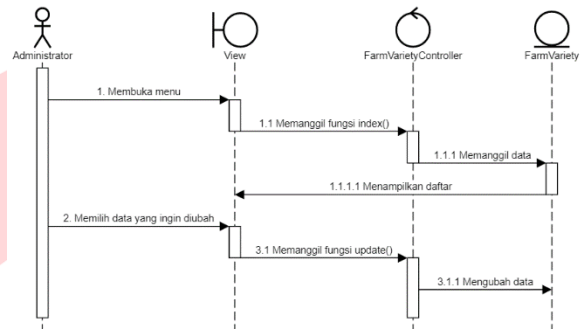 Administrator
View
FarmVarietyController
FarmVariety
1. Membuka menu
1.1 Memanggil fungsi index()
1.1.1 Memanggil data
1.1.1.1 Menampilkan daftar
2. Memilih data yang ingin diubah
3.1 Memanggil fungsi update()
3.1.1 Mengubah data